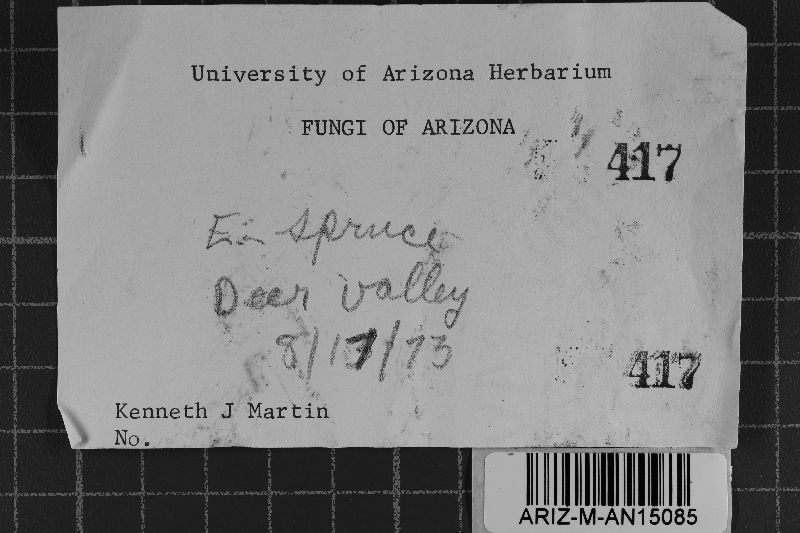 University of Arizona Herbarium
FUNGI OF ARIZONA
417
spruce
Deer Valley
8/17/73
417
Kenneth J Martin
No.
ARIZ-M-AN15085